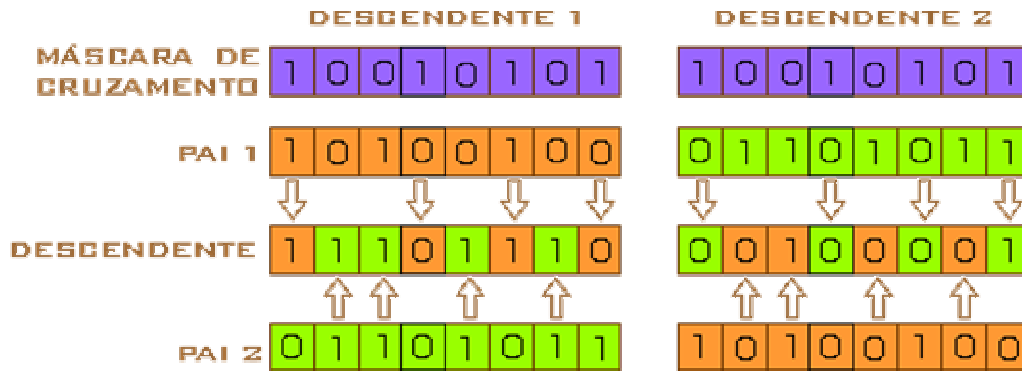 DESCENDENTE 1 DESCENDENTE 2
MÁSCARA DE CRUZAMENTO 1 0 0 1 0 1 0 1 1 0 0 1 0 1 0 1
PAI 1 1 0 1 0 0 1 0 0 0 1 1 0 1 0 1 1
DESCENDENTE 1 1 1 0 1 1 1 0 0 0 1 0 0 0 0 1
PAI 2 0 1 1 0 1 0 1 1 1 0 1 0 0 1 0 0